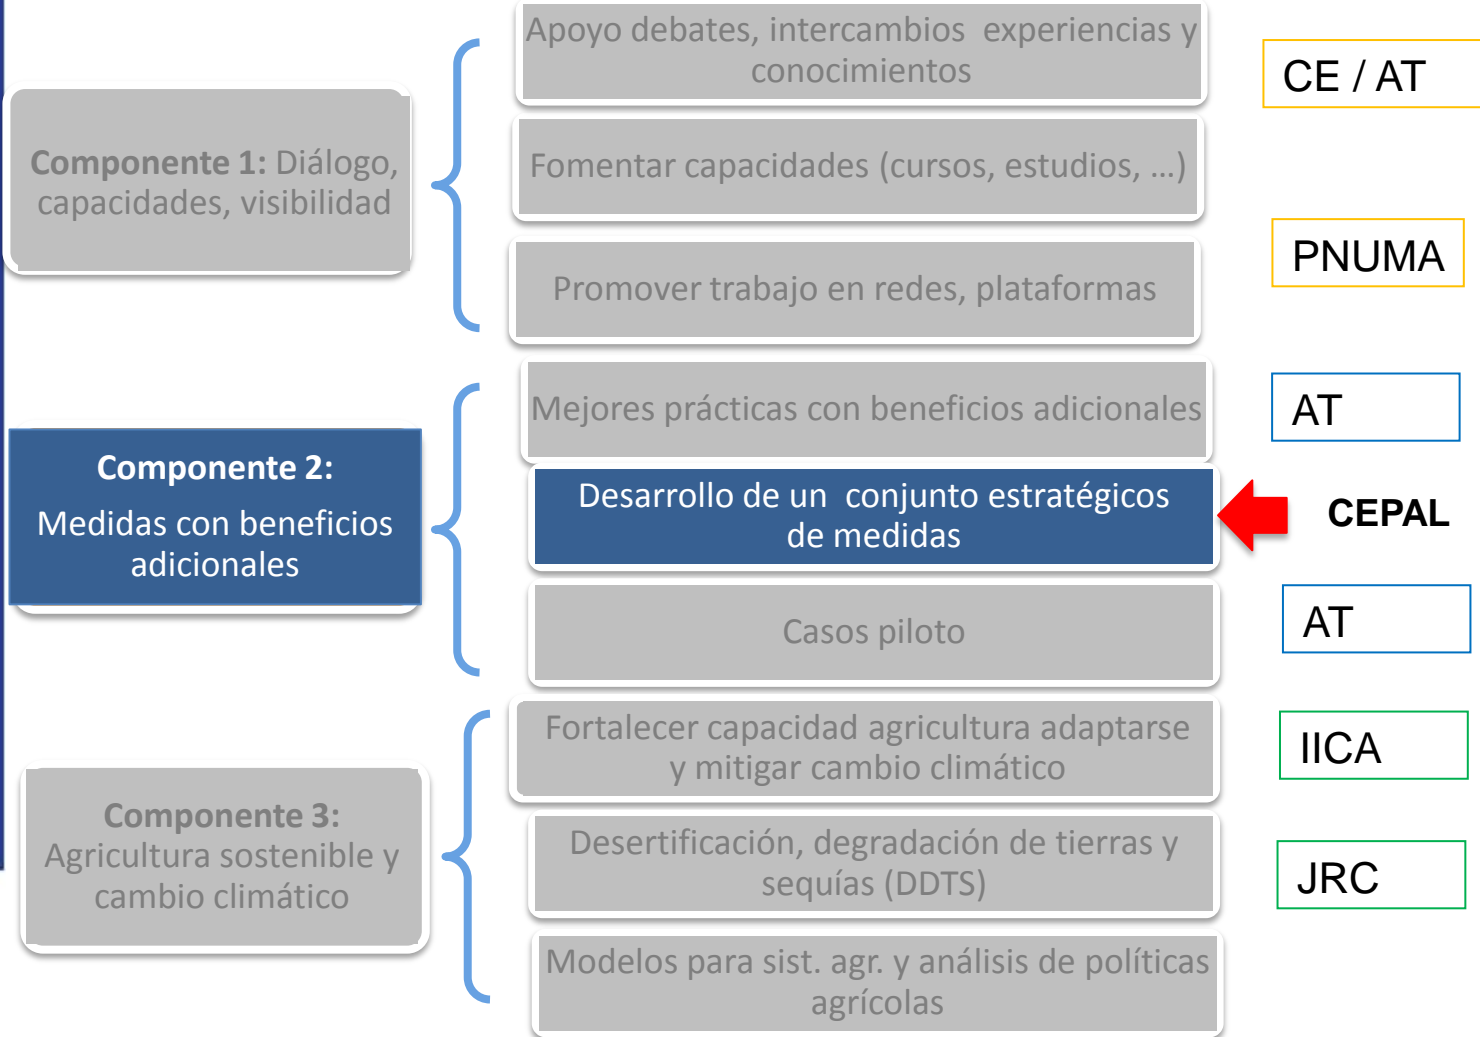 Apoyo debates, intercambios experiencias y
conocimientos
CE / AT
Componente 1: Diálogo,
capacidades, visibilidad
Fomentar capacidades (cursos, estudios, ...)
PNUMA
Promover trabajo en redes, plataformas
Mejores prácticas con beneficios adicionales
AT
Componente 2:
Medidas con beneficios
adicionales
Desarrollo de un conjunto estratégicos
de medidas
CEPAL
Casos piloto
AT
Fortalecer capacidad agricultura adaptarse
y mitigar cambio climático
IICA
Componente 3:
Agricultura sostenible y
cambio climático
Desertificación, degradación de tierras y
sequías (DDTS)
JRC
Modelos para sist. agr. y análisis de políticas
agrícolas